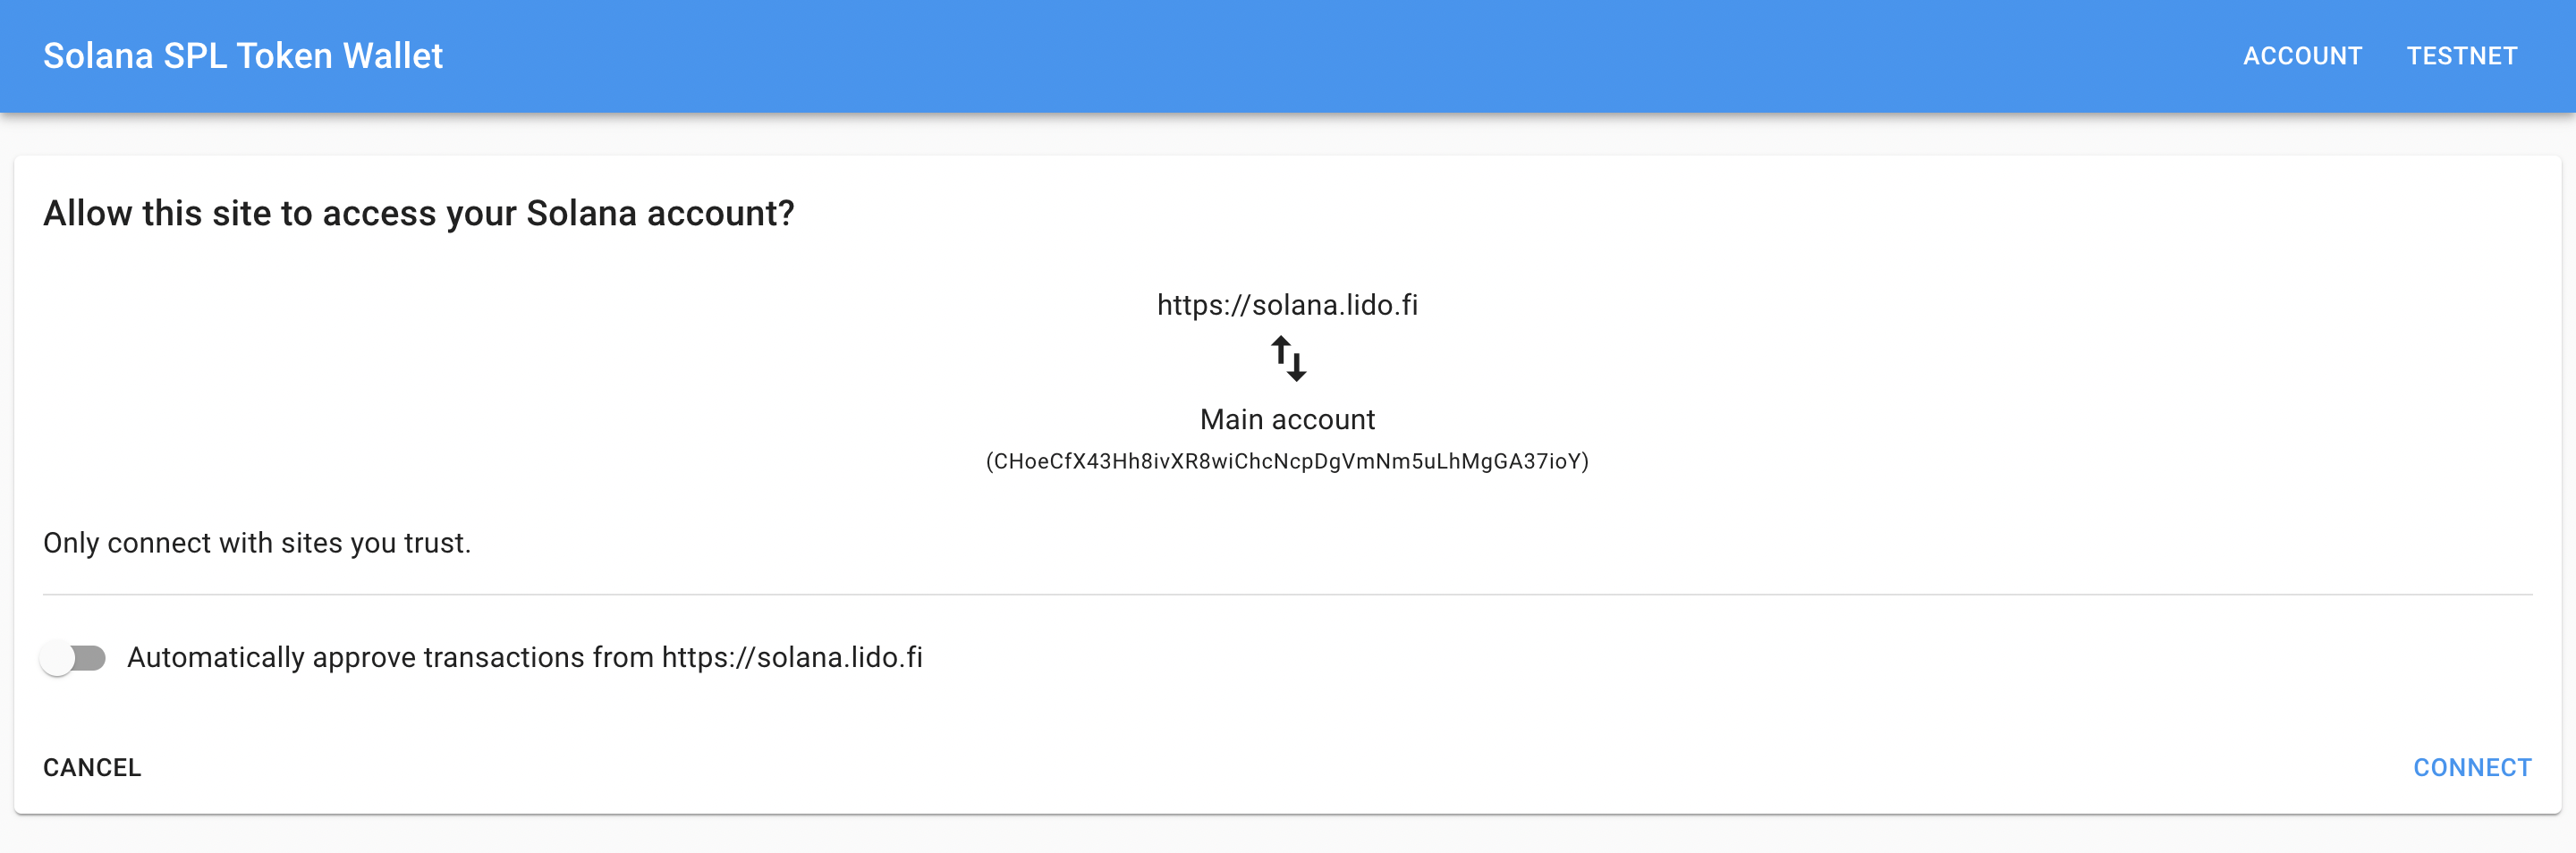 Solana SPL Token Wallet
ACCOUNT TESTNET
Allow this site to access your Solana account?
https://solana.lido.fi
Main account
(CHoeCfX43Hh8ivXR8wiChcNcpDgVmNm5uLhMgGA37ioY)
Only connect with sites you trust.
Automatically approve transactions from https://solana.lido.fi
CANCEL
CONNECT